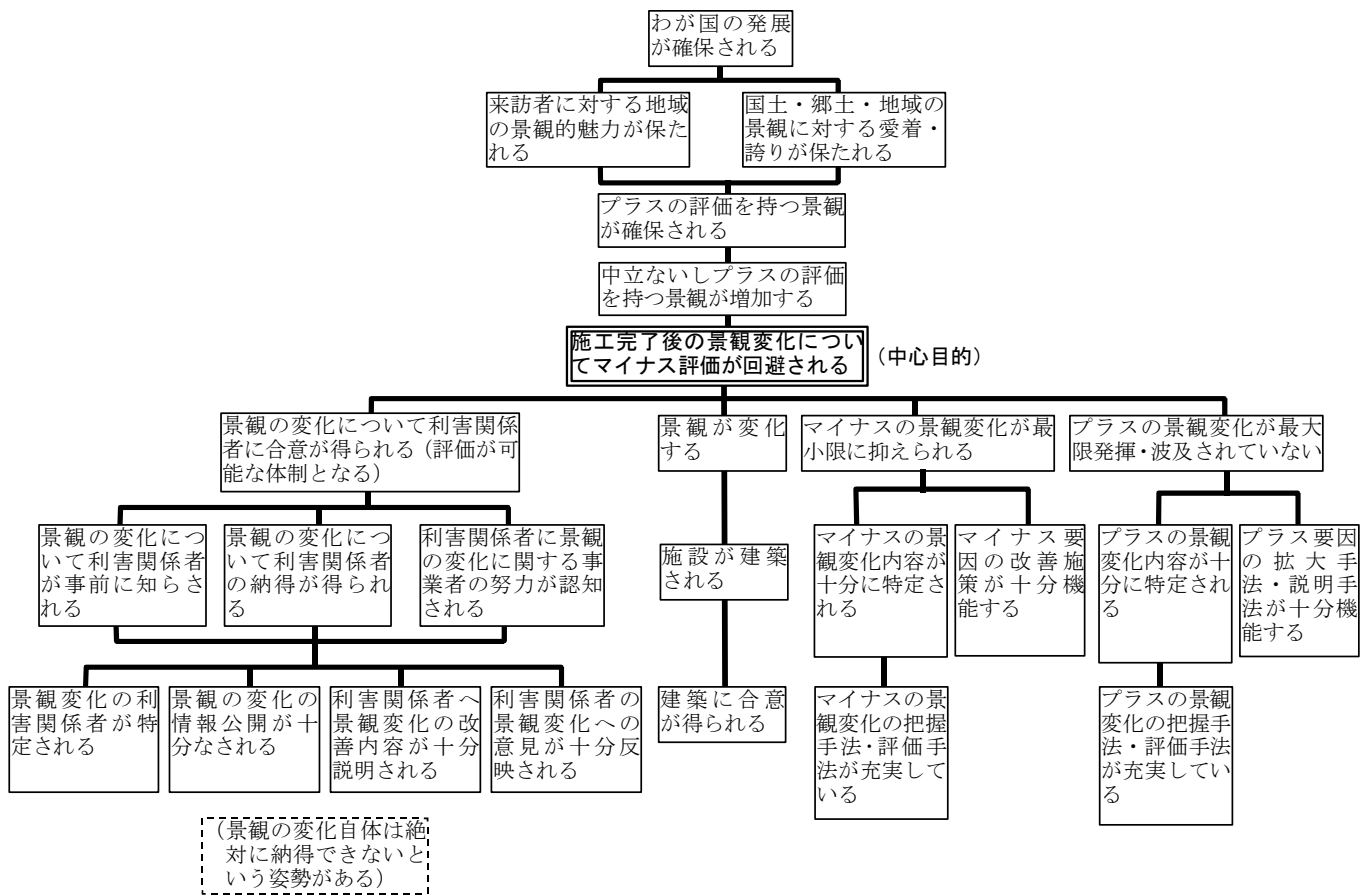 わが国の発展
が確保される
来訪者に対する地域
の景観的魅力が保た
れる
国土・郷土・地域の
景観に対する愛着・
誇りが保たれる
プラスの評価を持つ景観
が確保される
中立ないしプラスの評価
を持つ景観が増加する
施工完了後の景観変化につい
てマイナス評価が回避される
(中心目的)
景観の変化について利害関係
者に合意が得られる(評価が可
能な体制となる)
景観が変化
する
マイナスの景観変化が最
小限に抑えられる
プラスの景観変化が最大
限発揮・波及されていない
景観の変化につ
いて利害関係者
が事前に知らさ
れる
景観の変化につ
いて利害関係者
の納得が得られ
る
利害関係者に景観
の変化に関する事
業者の努力が認知
される
施設が建築
される
マイナスの景
観変化内容が
十分に特定さ
れる
マイナス要
因の改善施
策が十分機
能する
プラスの景観
変化内容が十
分に特定され
る
プラス要因
の拡大手
法・説明手
法が十分機
能する
景観変化の利
害関係者が特
定される
景観の変化の
情報公開が十
分なされる
利害関係者へ
景観変化の改
善内容が十分
説明される
利害関係者の
景観変化への
意見が十分反
映される
建築に合意
が得られる
マイナスの景
観変化の把握
手法・評価手
法が充実して
いる
プラスの景観
変化の把握手
法・評価手法
が充実してい
る
(景観の変化自体は絶
対に納得できないと
いう姿勢がある)